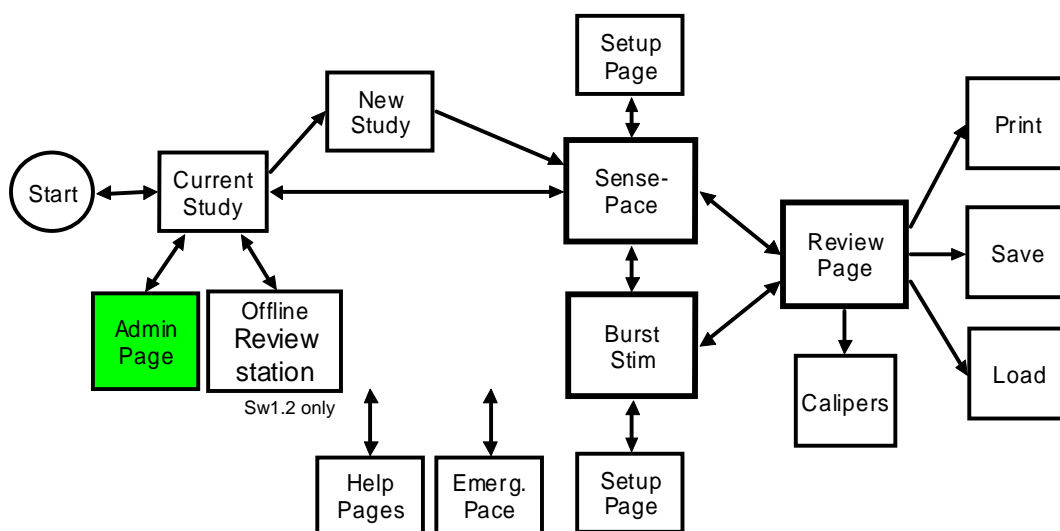 Setup
Page
New
Study
Print
Start
Current
Study
Sense-
Pace
Review
Page
Save
Admin
Page
Offline
Review
station
Sw1.2 only
Burst
Stim
Calipers
Load
Help
Pages
Emerg.
Pace
Setup
Page